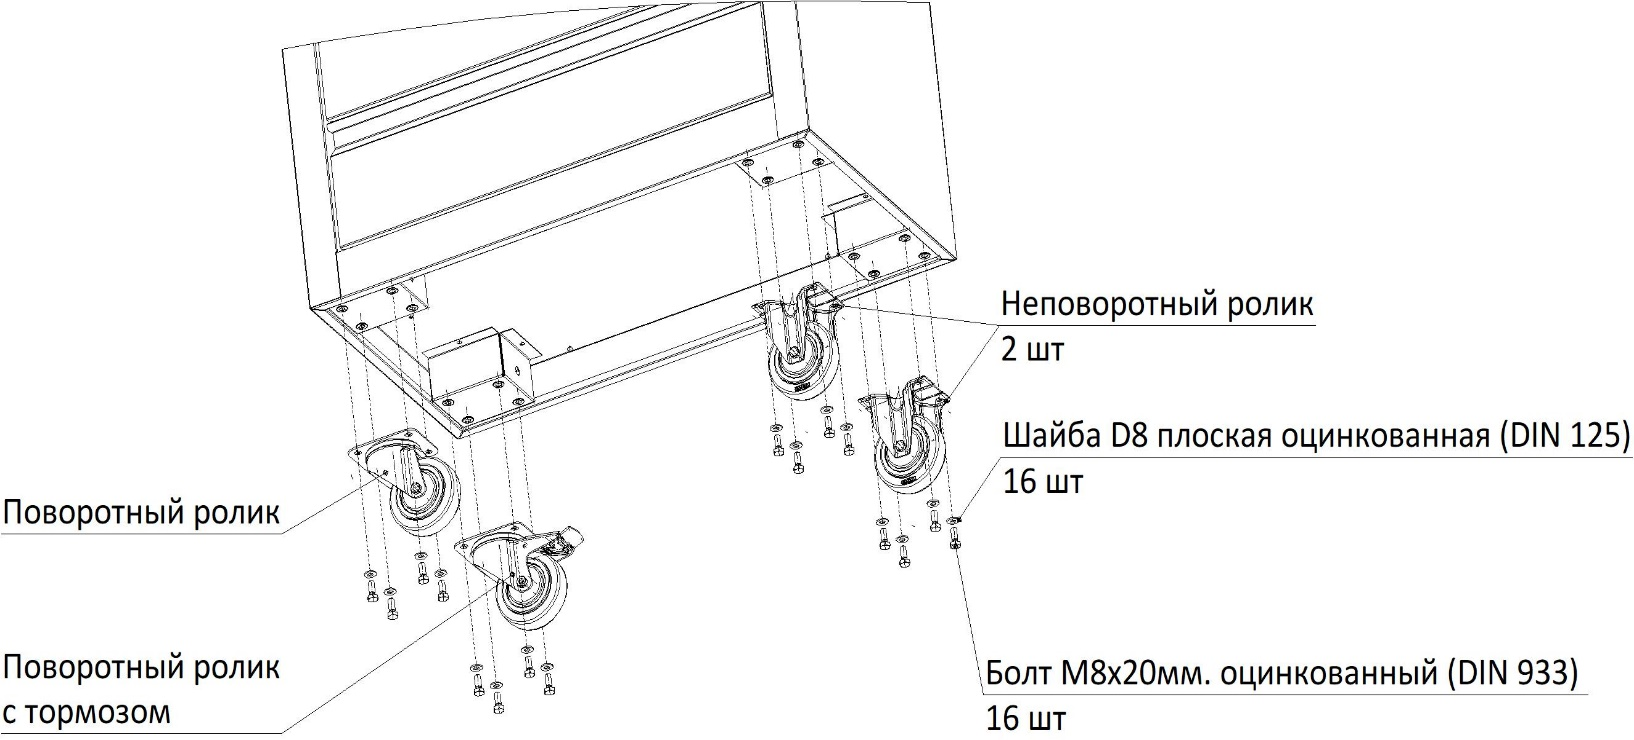 Неповоротный ролик
2 шт
Шайба D8 плоская оцинкованная (DIN 125)
16 шт
Поворотный ролик
Поворотный ролик
с тормозом
Болт М8х20мм. оцинкованный (DIN 933)
16 шт